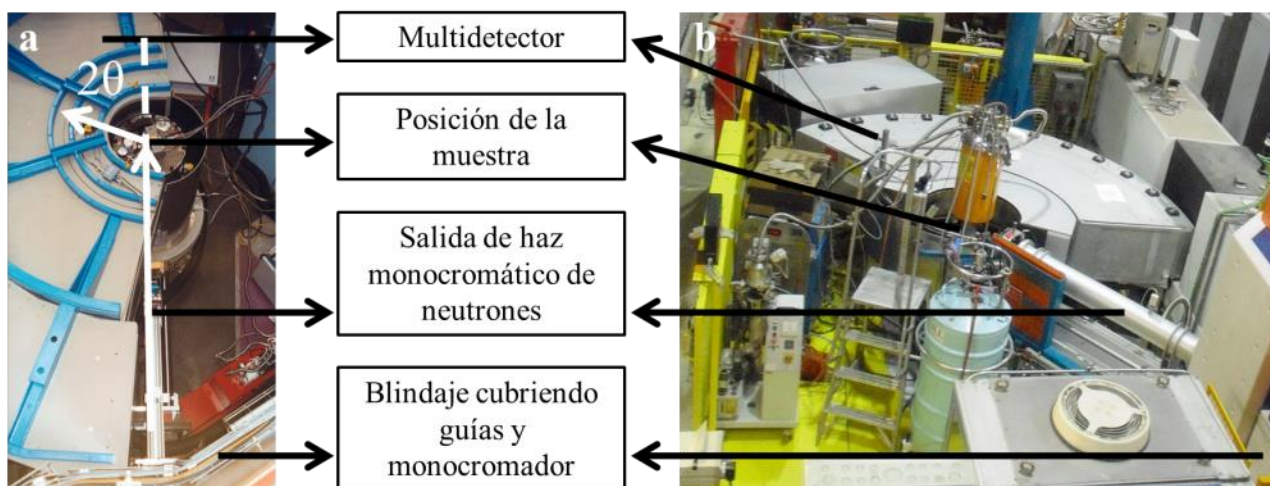 a
b
2θ
Multidetector
Posición de la
muestra
Salida de haz
monocromático de
neutrones
Blindaje cubriendo
guías y
monocromador